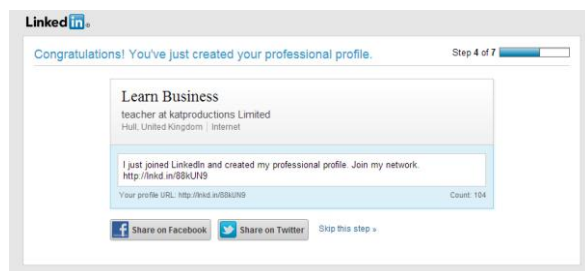 Linked in.
Congratulations! You've just created your professional profile.
Step 4 of 7
Learn Business
teacher at katproductions Limited
Hull, United Kingdom | Internet
I just joined LinkedIn and created my professional profile. Join my network.
http://lnkd.in/88kUN9
Your profile URL: http://lnkd.in/88kUN9
Count: 104
Share on Facebook
Share on Twitter
Skip this step »